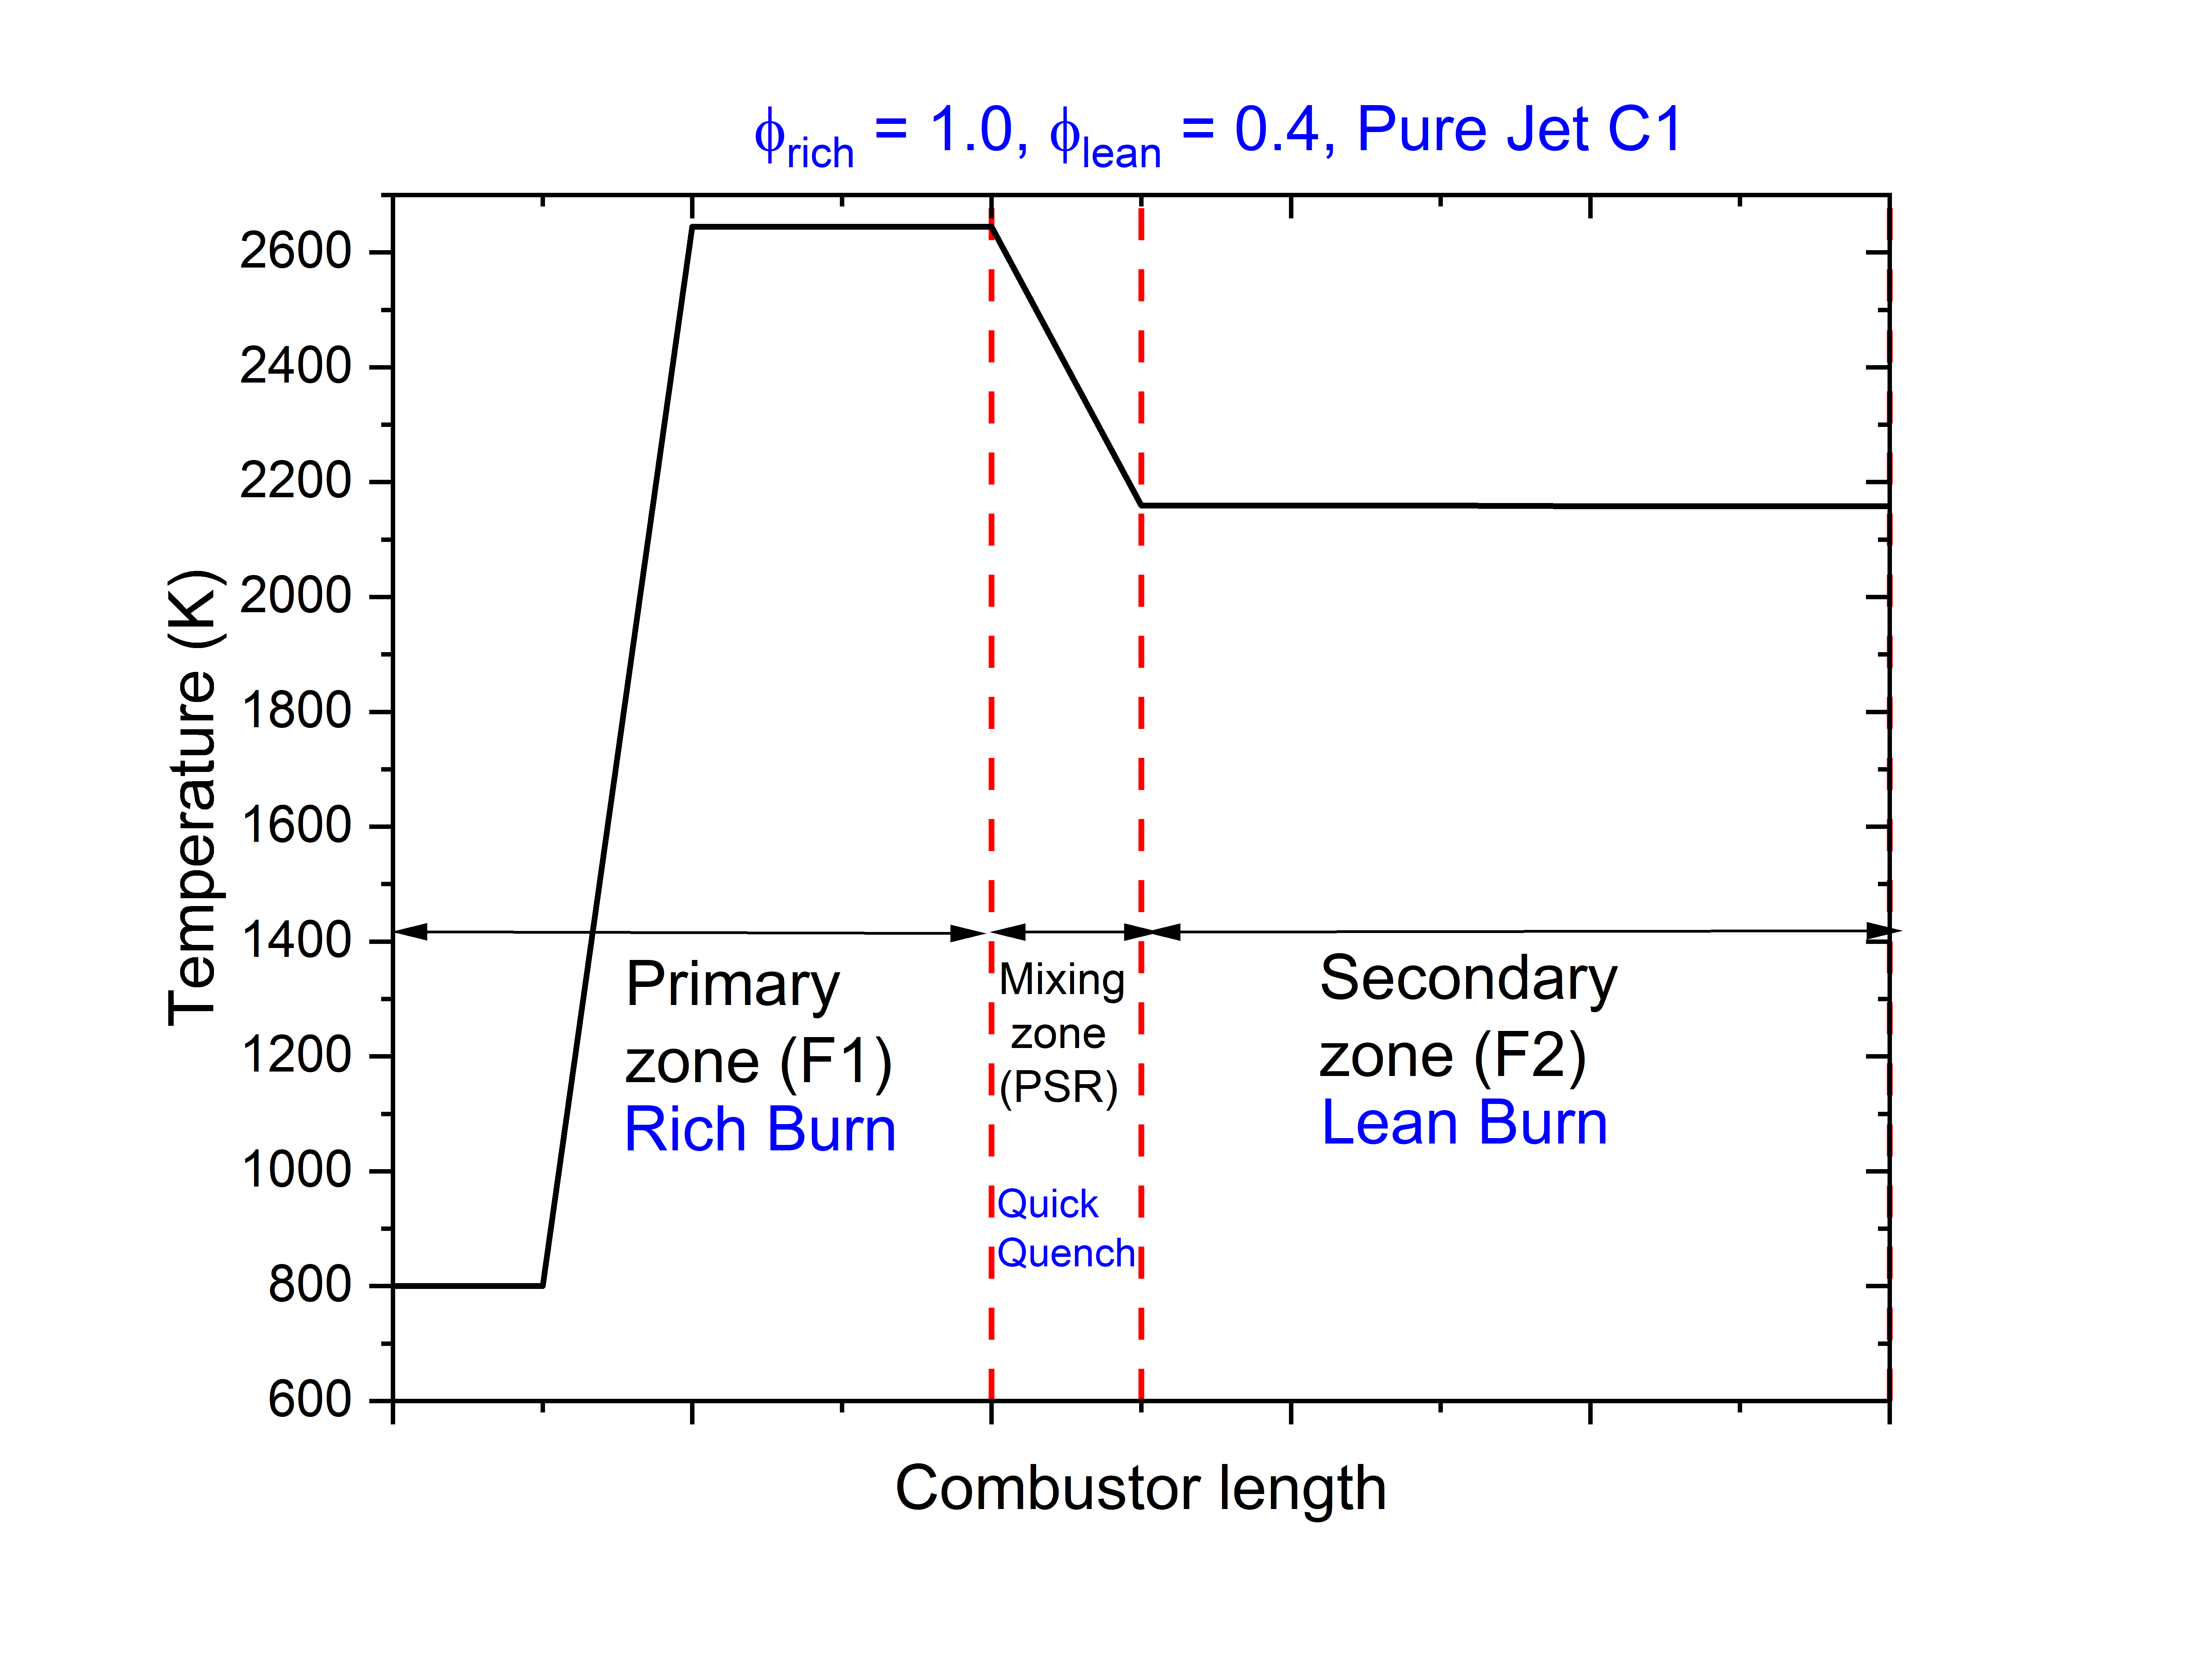 ϕrich = 1.0, ϕlean = 0.4, Pure Jet C1
2600
2400
2200
2000
1800
1600
1400
1200
1000
800
600
Temperature (K)
Primary
zone (F1)
Rich Burn
Mixing
zone
(PSR)
Quick
Quench
Secondary
zone (F2)
Lean Burn
Combustor length